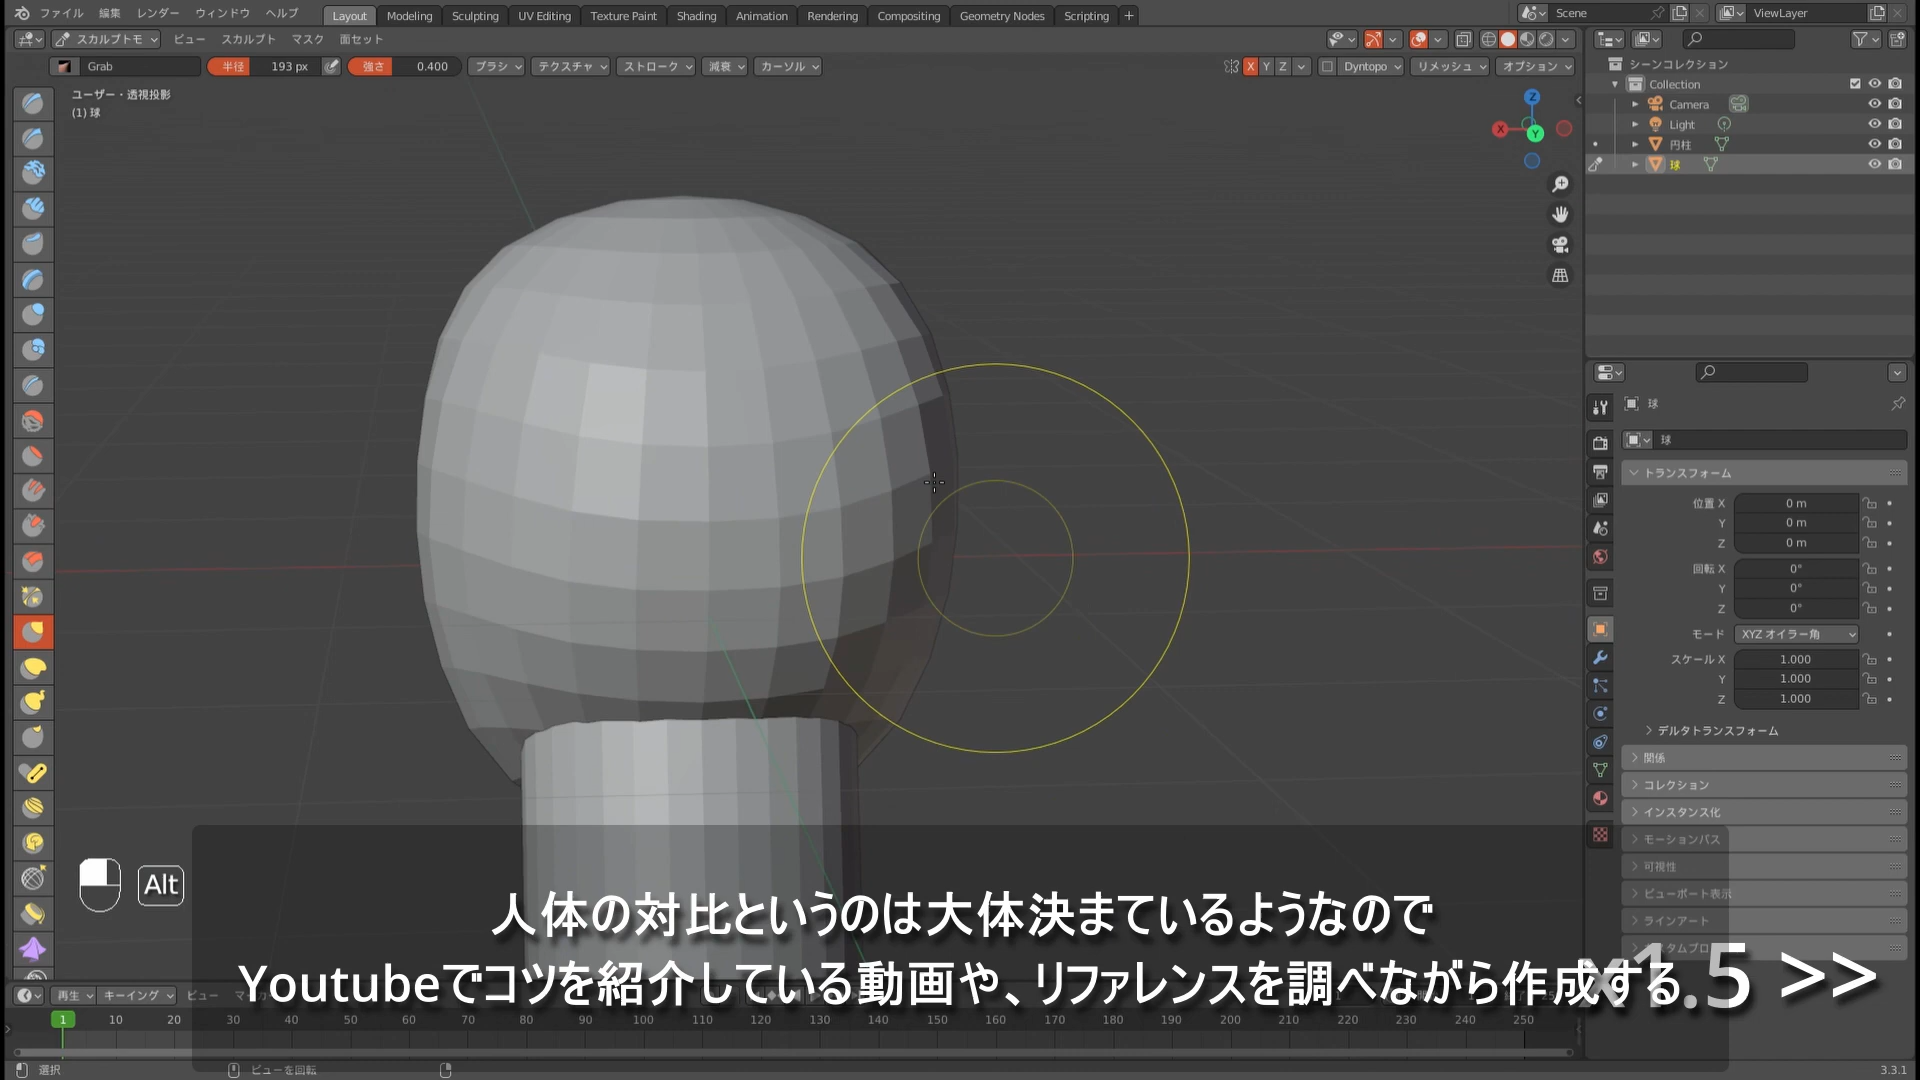 ファイル 編集 レンダー ウィンドウ ヘルプ Layout Modeling Sculpting UV Editing Texture Paint Shading Animation Rendering Compositing Geometry Nodes Scripting + Scene ViewLayer
スカルプトモ ビュー スカルプト マスク 面セット
Grab 半径 193 px 強さ 0.400 ブラシ テクスチャ ストローク 減衰 カーソル X Y Z Dyntopo リメッシュ オプション
ユーザー・透視投影
(1) 球
Z
X
Y
シーンコレクション
Collection
Camera
Light
円柱
球
球
球
トランスフォーム
位置 X 0 m
Y 0 m
Z 0 m
回転 X 0°
Y 0°
Z 0°
モード XYZ オイラー角
スケール X 1.000
Y 1.000
Z 1.000
デルタトランスフォーム
関係
コレクション
インスタンス化
モーションパス
可視性
ビューポート表示
ラインアート
Alt
人体の対比というのは大体決まているようなので
Youtubeでコツを紹介している動画や、リファレンスを調べながら作成する
x1.5 >>
再生 キーイング ビュー
1 10 20 30 40 50 60 70 80 90 100 110 120 130 140 150 160 170 180 190 200 210 220 230 240 250
選択 ビューを回転 3.3.1